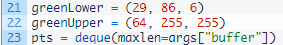 21 greenLower = (29, 86, 6)
22 greenUpper = (64, 255, 255)
23 pts = deque(maxlen=args["buffer"])